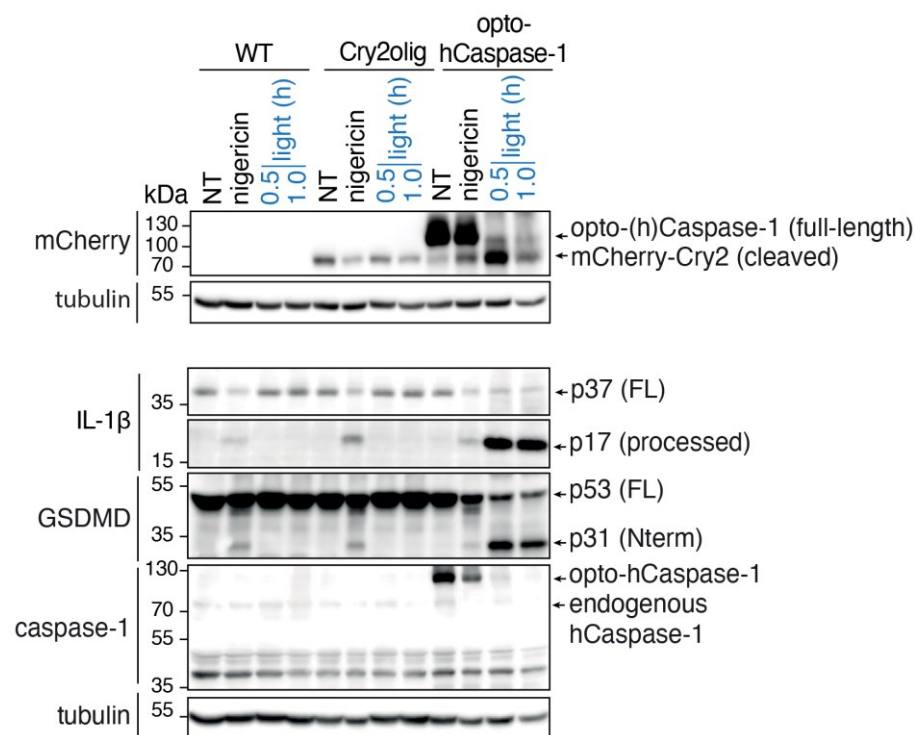 opto-
WT Cry2olig hCaspase-1
NT nigericin 0.5 1.0 light (h) NT nigericin 0.5 1.0 light (h) NT nigericin 0.5 1.0 light (h)
kDa
mCherry 130 opto-(h)Caspase-1 (full-length)
100
70 mCherry-Cry2 (cleaved)
tubulin 55
IL-1β p37 (FL)
35
p17 (processed)
15
GSDMD 55 p53 (FL)
35 p31 (Nterm)
caspase-1 130 opto-hCaspase-1
70 endogenous
hCaspase-1
55
35
tubulin 55